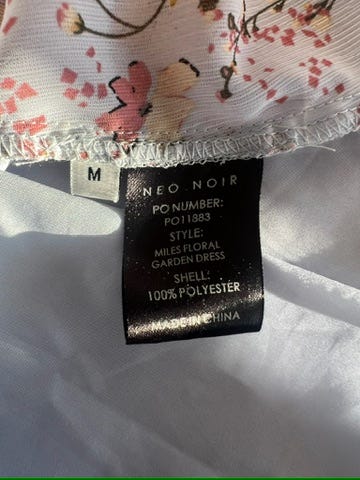 M
NEO NOIR
PO NUMBER:
PO11883
STYLE:
MILES FLORAL
GARDEN DRESS
SHELL:
100% POLYESTER
MADE IN CHINA